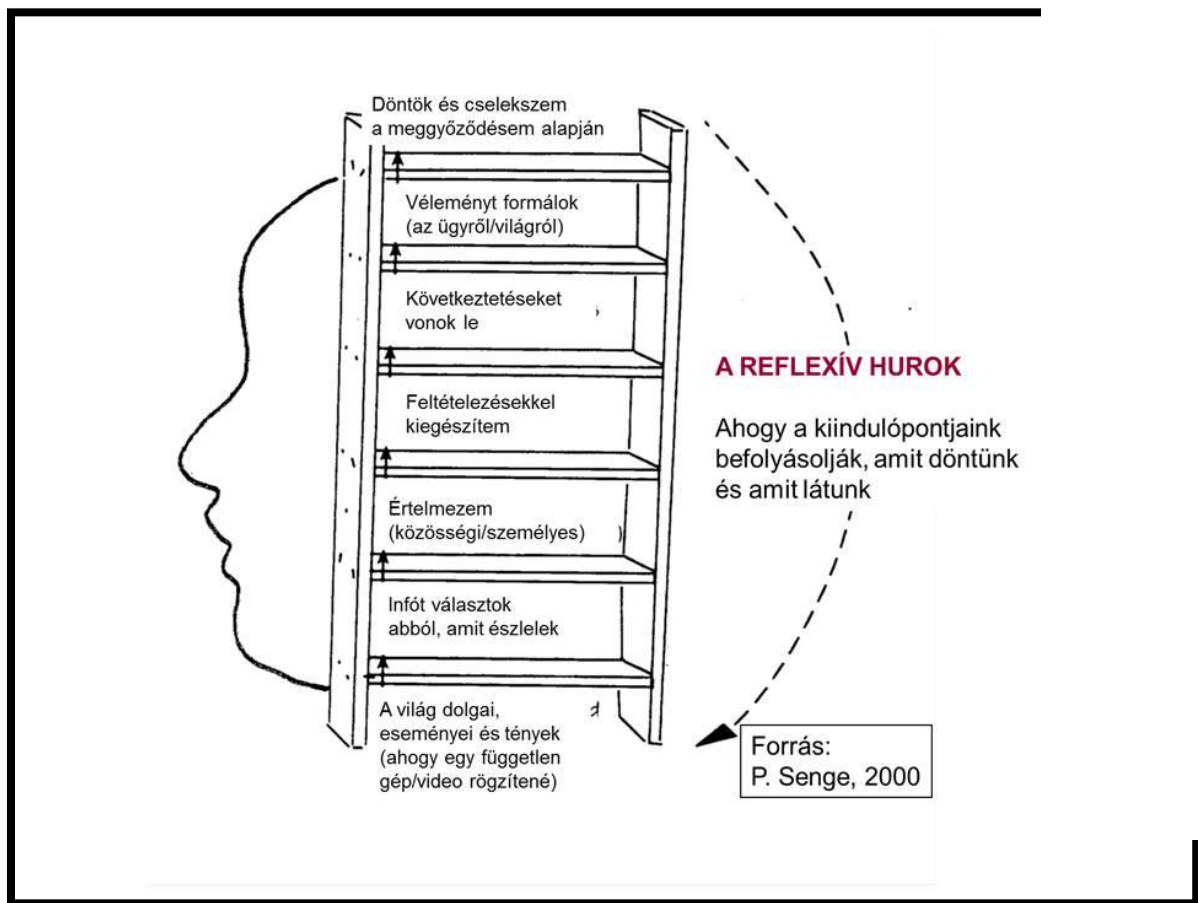 Döntök és cselekszem
a meggyőződésem alapján
Véleményt formálok
(az ügyről/világról)
Következtetéseket
vonok le
Feltételezésekkel
kiegészítem
Értelmezem
(közösségi/személyes)
Infót választok
abból, amit észlelek
A világ dolgai,
eseményei és tények
(ahogy egy független
gép/video rögzítené)
A REFLEXÍV HUROK
Ahogy a kiindulópontjaink
befolyásolják, amit döntünk
és amit látunk
Forrás:
P. Senge, 2000